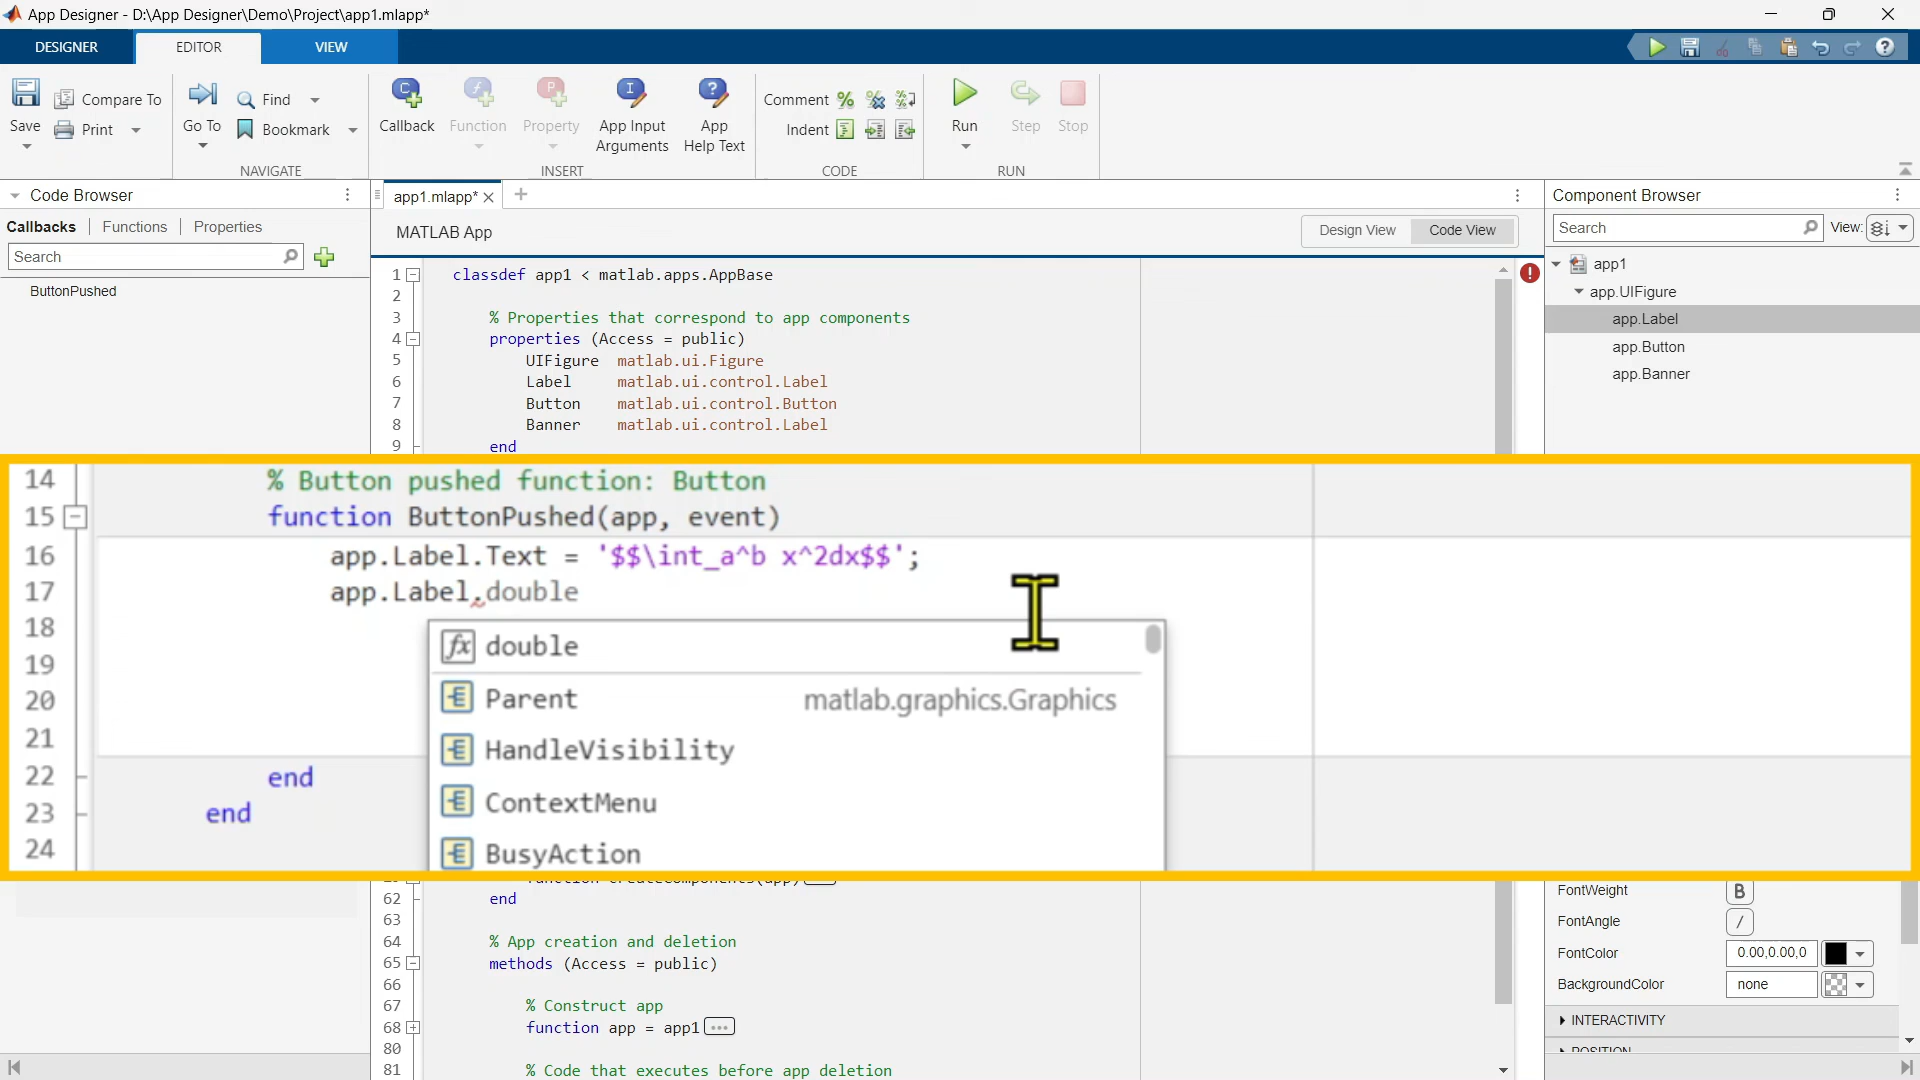 App Designer - D:\App Designer\Demo\Project\app1.mlapp*
DESIGNER
EDITOR
VIEW
Save
Compare To
Print
Go To
Find
Bookmark
NAVIGATE
Callback
Function
Property
App Input
Arguments
App
Help Text
INSERT
Comment
Indent
CODE
Run
Step
Stop
RUN
Code Browser
Callbacks
Functions
Properties
Search
ButtonPushed
app1.mlapp*
MATLAB App
Design View
Code View
1 classdef app1 < matlab.apps.AppBase
2
3 % Properties that correspond to app components
4 properties (Access = public)
5 UIFigure matlab.ui.Figure
6 Label matlab.ui.control.Label
7 Button matlab.ui.control.Button
8 Banner matlab.ui.control.Label
9 end
14 % Button pushed function: Button
15 function ButtonPushed(app, event)
16 app.Label.Text = '$$\int_a^b x^2dx$$';
17 app.Label.double
18
19
20
21
22 end
23 end
24
fx double
Parent matlab.graphics.Graphics
HandleVisibility
ContextMenu
BusyAction
62 end
63
64 % App creation and deletion
65 methods (Access = public)
66
67 % Construct app
68 function app = app1 ...
80
81 % Code that executes before app deletion
Component Browser
Search
View:
app1
app.UIFigure
app.Label
app.Button
app.Banner
FontWeight B
FontAngle /
FontColor 0.00,0.00,0
BackgroundColor none
INTERACTIVITY